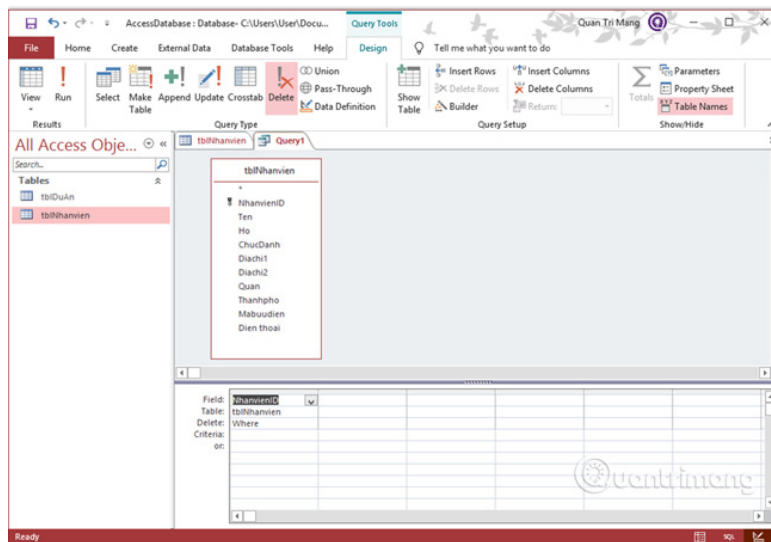 AccessDatabase : Database- C:\Users\User\Docu... Query Tools Quan Tri Mang
File Home Create External Data Database Tools Help Design Tell me what you want to do
View Run Select Make Table Append Update Crosstab Delete Union Pass-Through Data Definition Show Table Insert Rows Delete Rows Builder Insert Columns Delete Columns Return: Totals Parameters Property Sheet Table Names
Results Query Type Query Setup Show/Hide
All Access Obje...
Search...
Tables
tblDuAn
tblNhanvien
tblNhanvien Query1
tblNhanvien
*
NhanvienID
Ten
Ho
ChucDanh
Diachi1
Diachi2
Quan
Thanhpho
Mabuudien
Dien thoai
Field: NhanvienID
Table: tblNhanvien
Delete: Where
Criteria:
or:
Quantrimang
Ready SQL